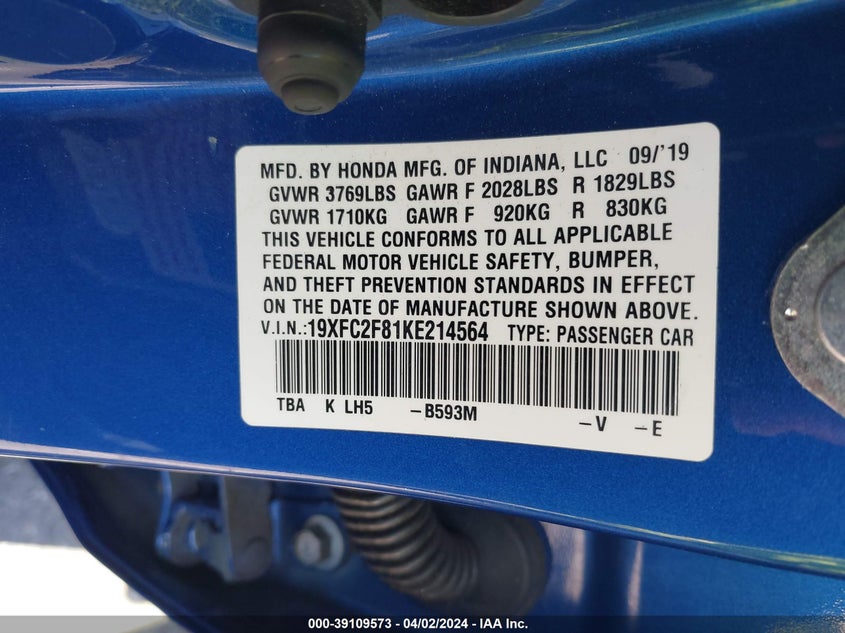 MFD. BY HONDA MFG. OF INDIANA, LLC 09/'19
GVWR 3769LBS GAWR F 2028LBS R 1829LBS
GVWR 1710KG GAWR F 920KG R 830KG
THIS VEHICLE CONFORMS TO ALL APPLICABLE
FEDERAL MOTOR VEHICLE SAFETY, BUMPER,
AND THEFT PREVENTION STANDARDS IN EFFECT
ON THE DATE OF MANUFACTURE SHOWN ABOVE.
V.I.N.:19XFC2F81KE214564 TYPE: PASSENGER CAR
TBA K LH5 -B593M -V -E
000-39109573 - 04/02/2024 - IAA Inc.